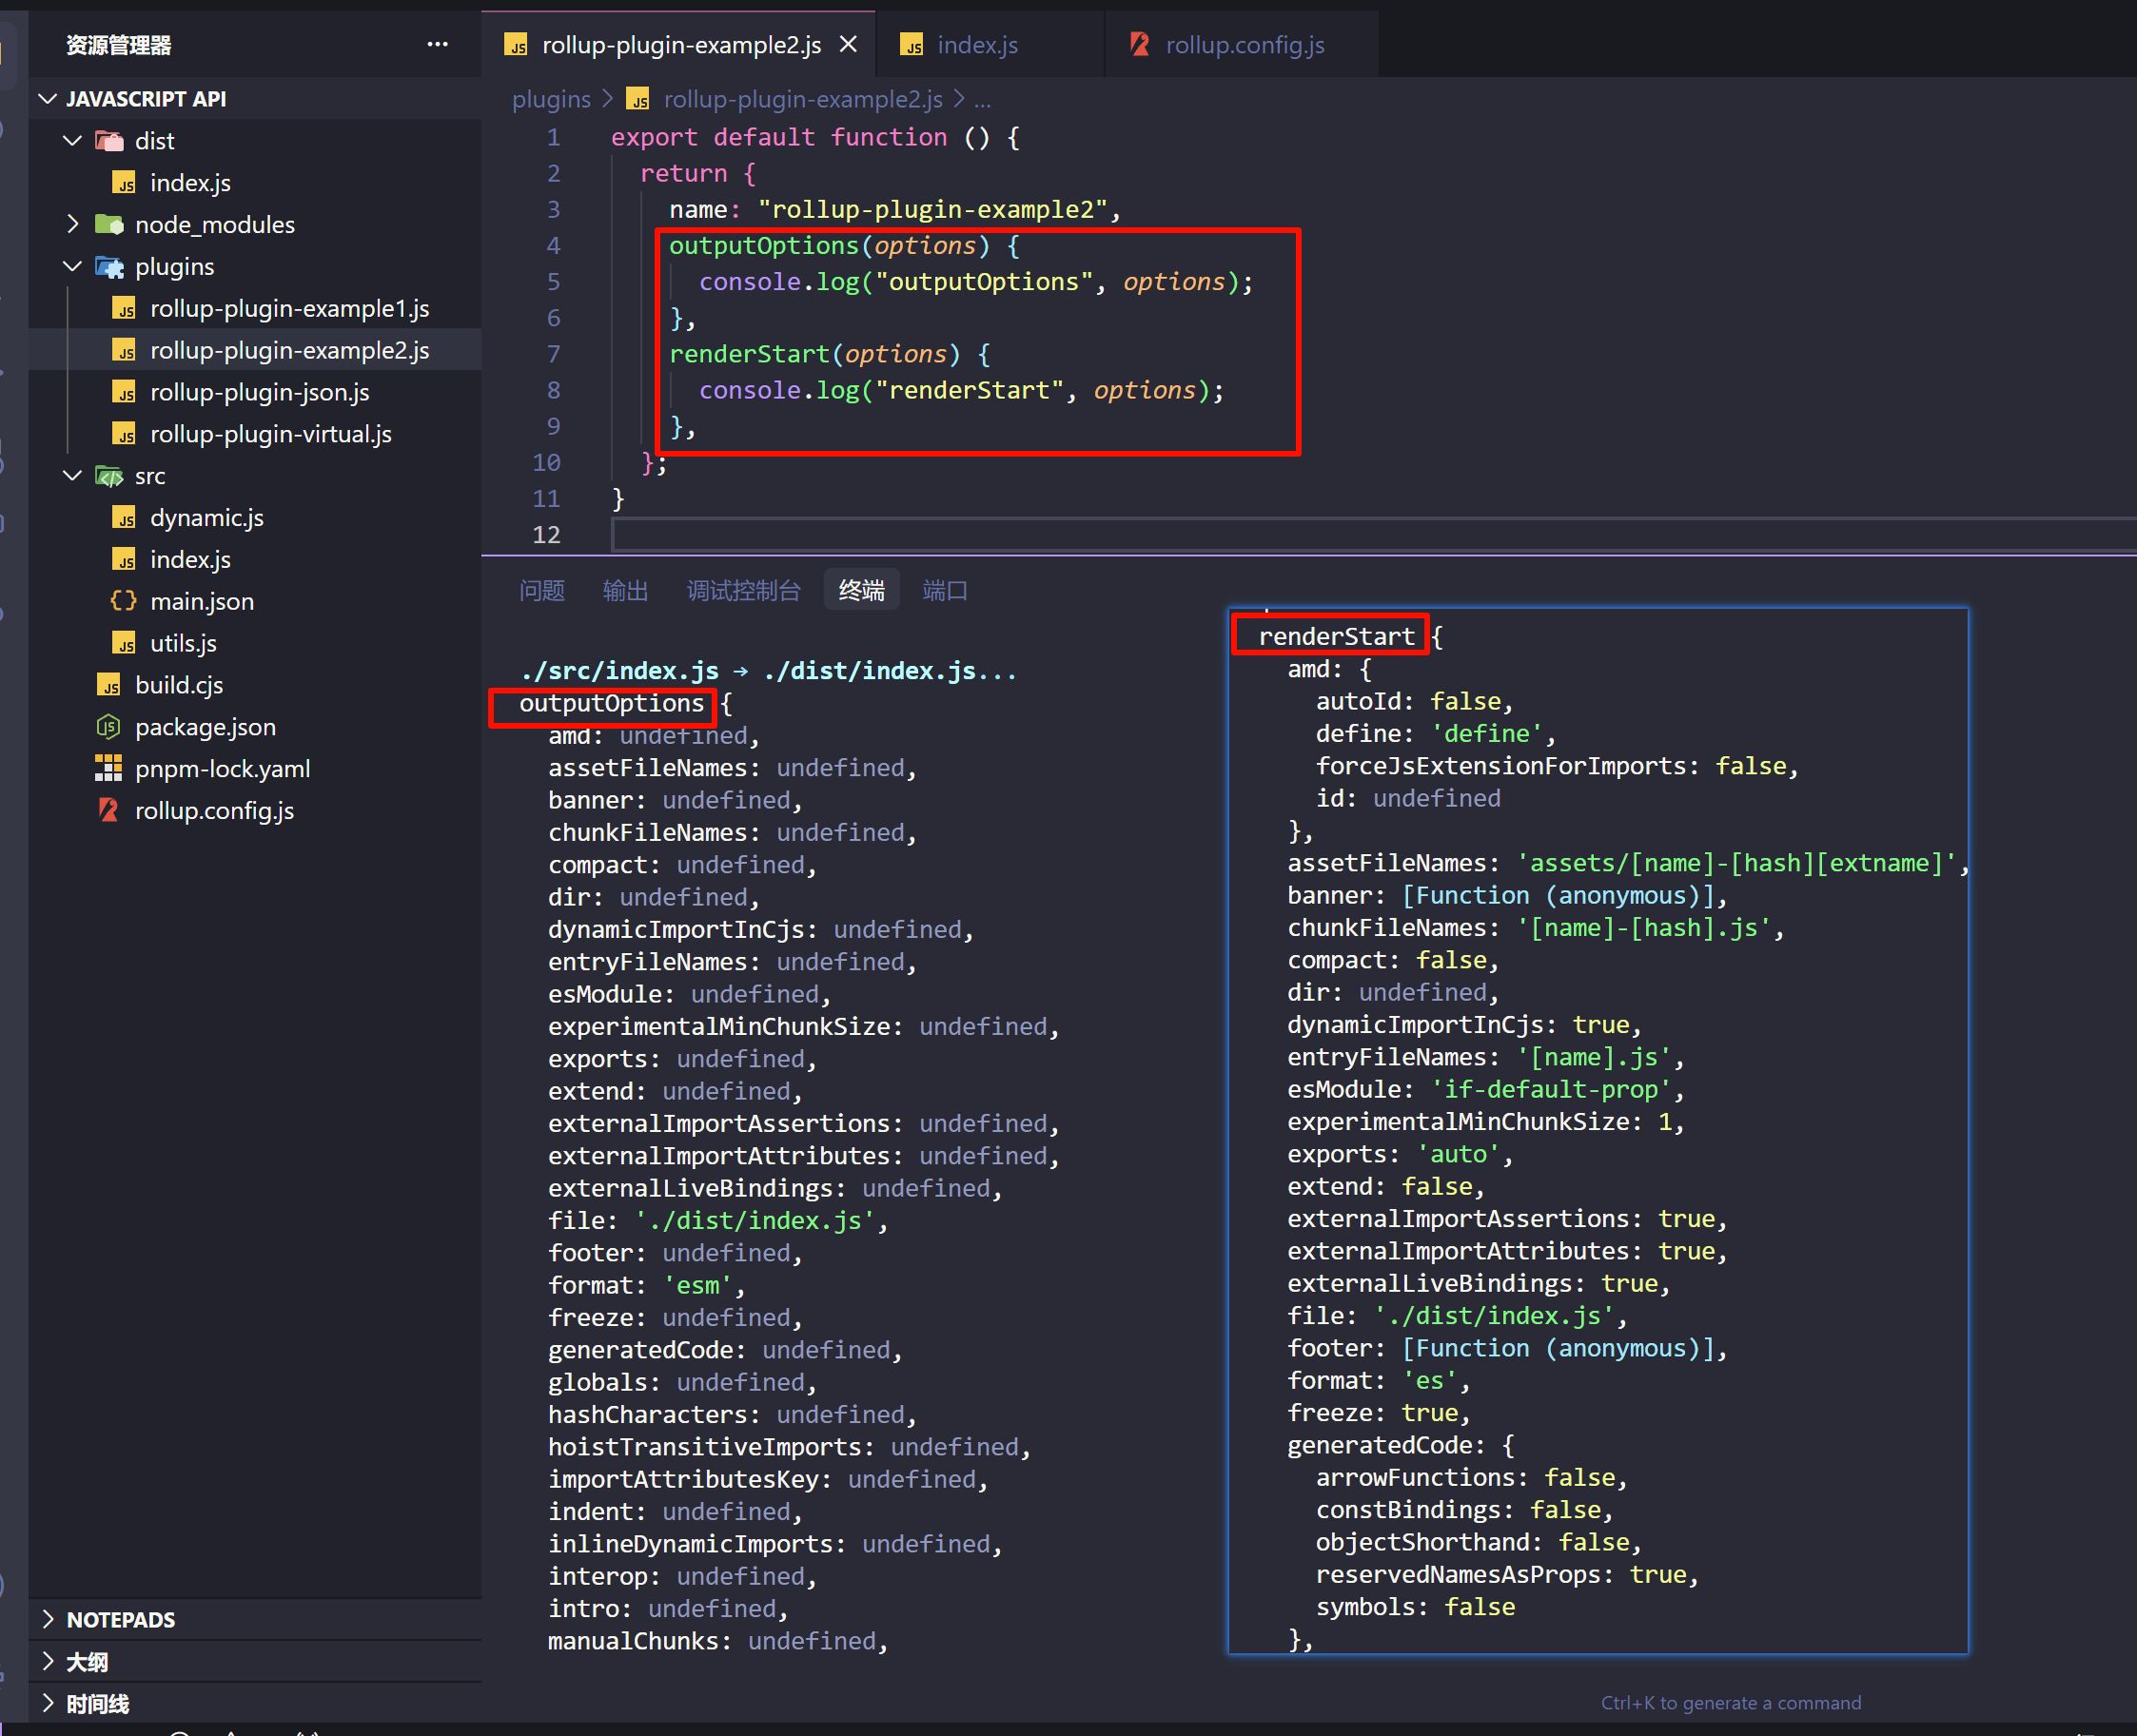 资源管理器 ···
JAVASCRIPT API
dist
index.js
node_modules
plugins
rollup-plugin-example1.js
rollup-plugin-example2.js
rollup-plugin-json.js
rollup-plugin-virtual.js
src
dynamic.js
index.js
main.json
utils.js
build.cjs
package.json
pnpm-lock.yaml
rollup.config.js
NOTEPADS
大纲
时间线
rollup-plugin-example2.js index.js rollup.config.js
plugins > rollup-plugin-example2.js > ...
1 export default function () {
2 return {
3 name: "rollup-plugin-example2",
4 outputOptions(options) {
5 console.log("outputOptions", options);
6 },
7 renderStart(options) {
8 console.log("renderStart", options);
9 },
10 };
11 }
12
问题 输出 调试控制台 终端 端口
./src/index.js → ./dist/index.js...
outputOptions {
amd: undefined,
assetFileNames: undefined,
banner: undefined,
chunkFileNames: undefined,
compact: undefined,
dir: undefined,
dynamicImportInCjs: undefined,
entryFileNames: undefined,
esModule: undefined,
experimentalMinChunkSize: undefined,
exports: undefined,
extend: undefined,
externalImportAssertions: undefined,
externalImportAttributes: undefined,
externalLiveBindings: undefined,
file: './dist/index.js',
footer: undefined,
format: 'esm',
freeze: undefined,
generatedCode: undefined,
globals: undefined,
hashCharacters: undefined,
hoistTransitiveImports: undefined,
importAttributesKey: undefined,
indent: undefined,
inlineDynamicImports: undefined,
interop: undefined,
intro: undefined,
manualChunks: undefined,
renderStart {
amd: {
autoId: false,
define: 'define',
forceJsExtensionForImports: false,
id: undefined
},
assetFileNames: 'assets/[name]-[hash][extname]',
banner: [Function (anonymous)],
chunkFileNames: '[name]-[hash].js',
compact: false,
dir: undefined,
dynamicImportInCjs: true,
entryFileNames: '[name].js',
esModule: 'if-default-prop',
experimentalMinChunkSize: 1,
exports: 'auto',
extend: false,
externalImportAssertions: true,
externalImportAttributes: true,
externalLiveBindings: true,
file: './dist/index.js',
footer: [Function (anonymous)],
format: 'es',
freeze: true,
generatedCode: {
arrowFunctions: false,
constBindings: false,
objectShorthand: false,
reservedNamesAsProps: true,
symbols: false
},
Ctrl+K to generate a command